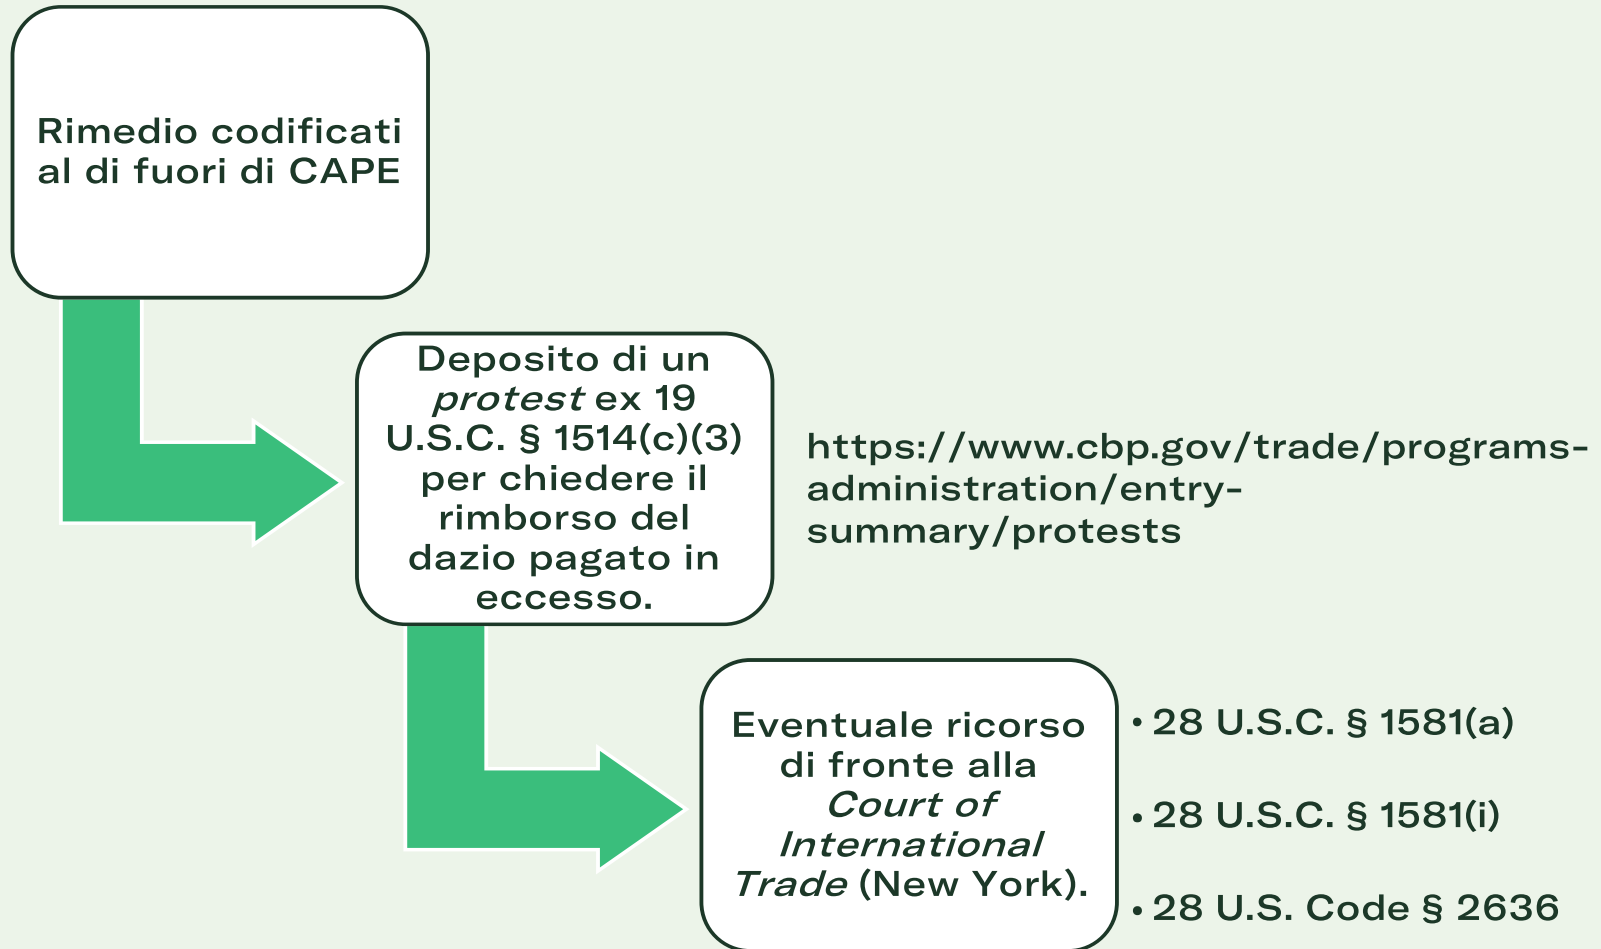 Rimedio codificati
al di fuori di CAPE
Deposito di un
protest ex 19
U.S.C. § 1514(c)(3)
per chiedere il
rimborso del
dazio pagato in
eccesso.
https://www.cbp.gov/trade/programs-
administration/entry-
summary/protests
Eventuale ricorso
di fronte alla
Court of
International
Trade (New York).
• 28 U.S.C. § 1581(a)
• 28 U.S.C. § 1581(i)
• 28 U.S. Code § 2636